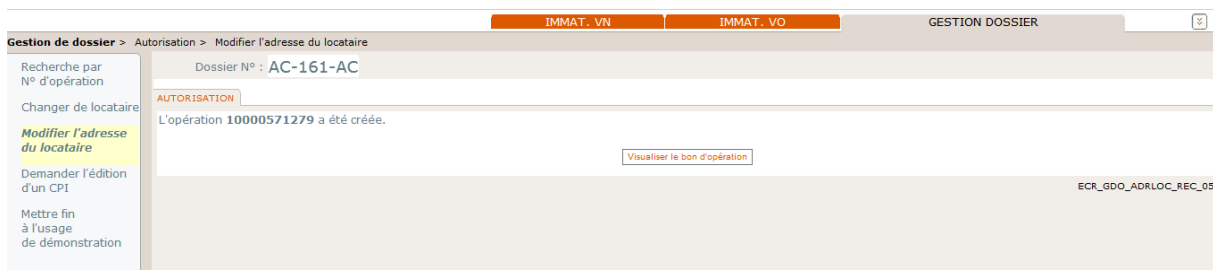 IMMAT. VN
IMMAT. VO
GESTION DOSSIER
Gestion de dossier > Autorisation > Modifier l'adresse du locataire
Recherche par
N° d'opération
Changer de locataire
Modifier l'adresse
du locataire
Demander l'édition
d'un CPI
Mettre fin
à l'usage
de démonstration
Dossier N° : AC-161-AC
AUTORISATION
L'opération 10000571279 a été créée.
Visualiser le bon d'opération
ECR_GDO_ADRLOC_REC_05